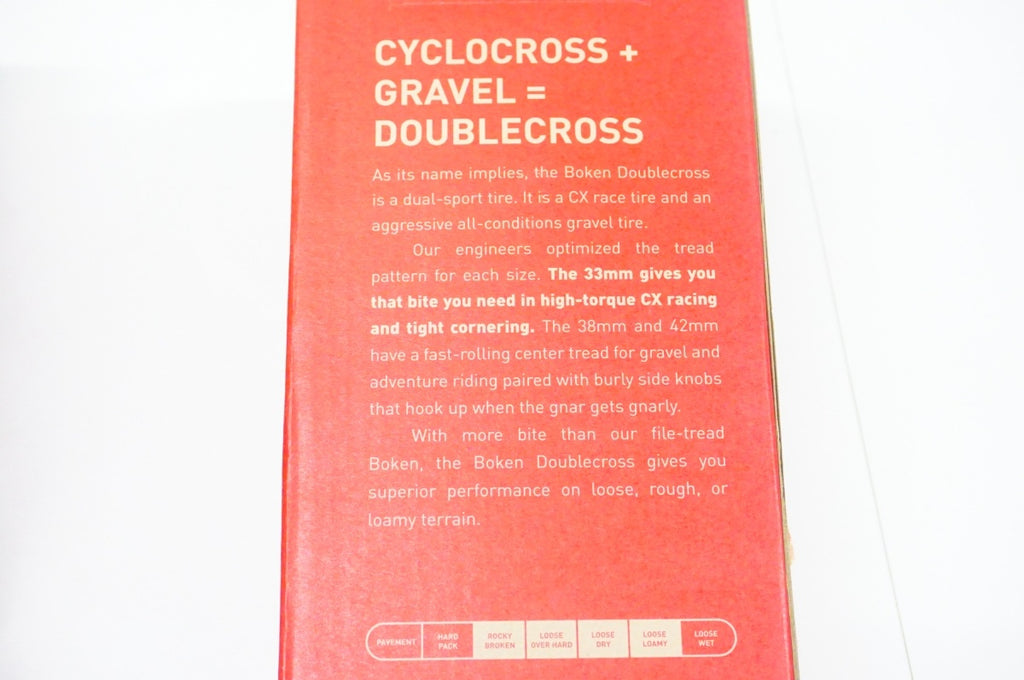 CYCLOCROSS +
GRAVEL =
DOUBLECROSS
As its name implies, the Boken Doublecross
is a dual-sport tire. It is a CX race tire and an
aggressive all-conditions gravel tire.
Our engineers optimized the tread
pattern for each size. The 33mm gives you
that bite you need in high-torque CX racing
and tight cornering. The 38mm and 42mm
have a fast-rolling center tread for gravel and
adventure riding paired with burly side knobs
that hook up when the gnar gets gnarly.
With more bite than our file-tread
Boken, the Boken Doublecross gives you
superior performance on loose, rough, or
loamy terrain.
PAVEMENT
HARD
PACK
ROCKY
BROKEN
LOOSE
OVER HARD
LOOSE
DRY
LOOSE
LOAMY
LOOSE
WET